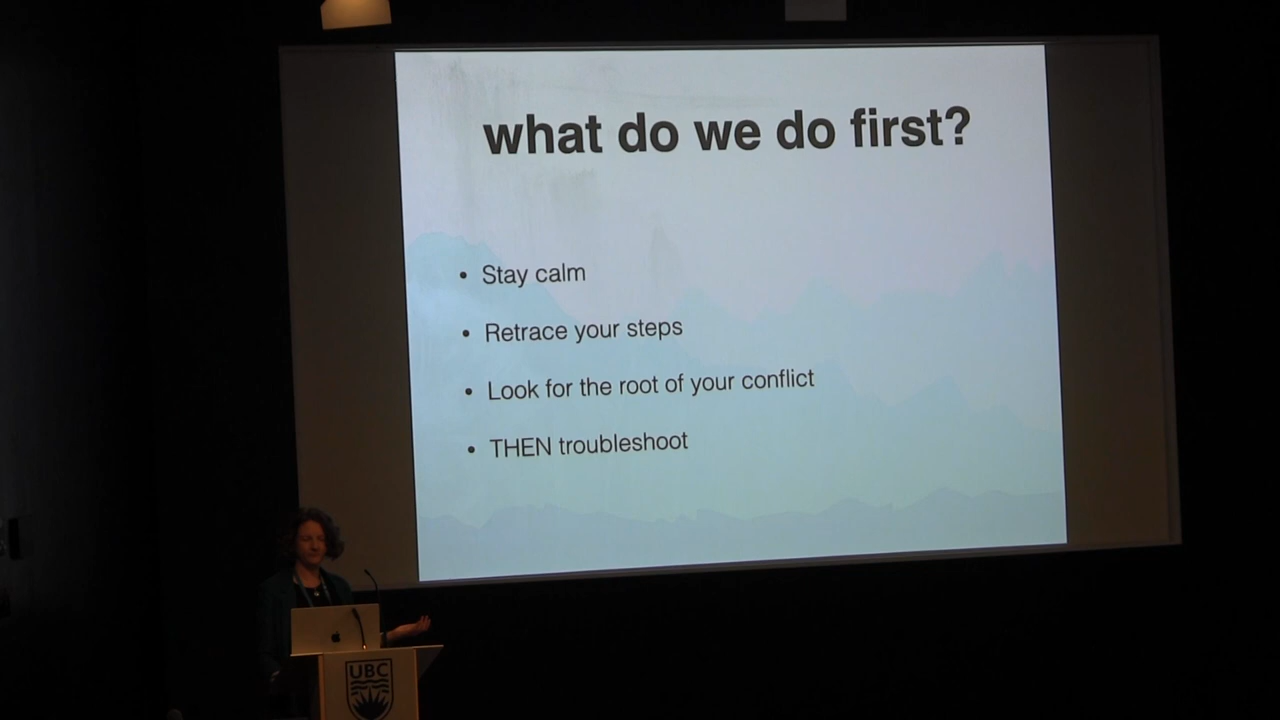 what do we do first?
• Stay calm
• Retrace your steps
• Look for the root of your conflict
• THEN troubleshoot
UBC